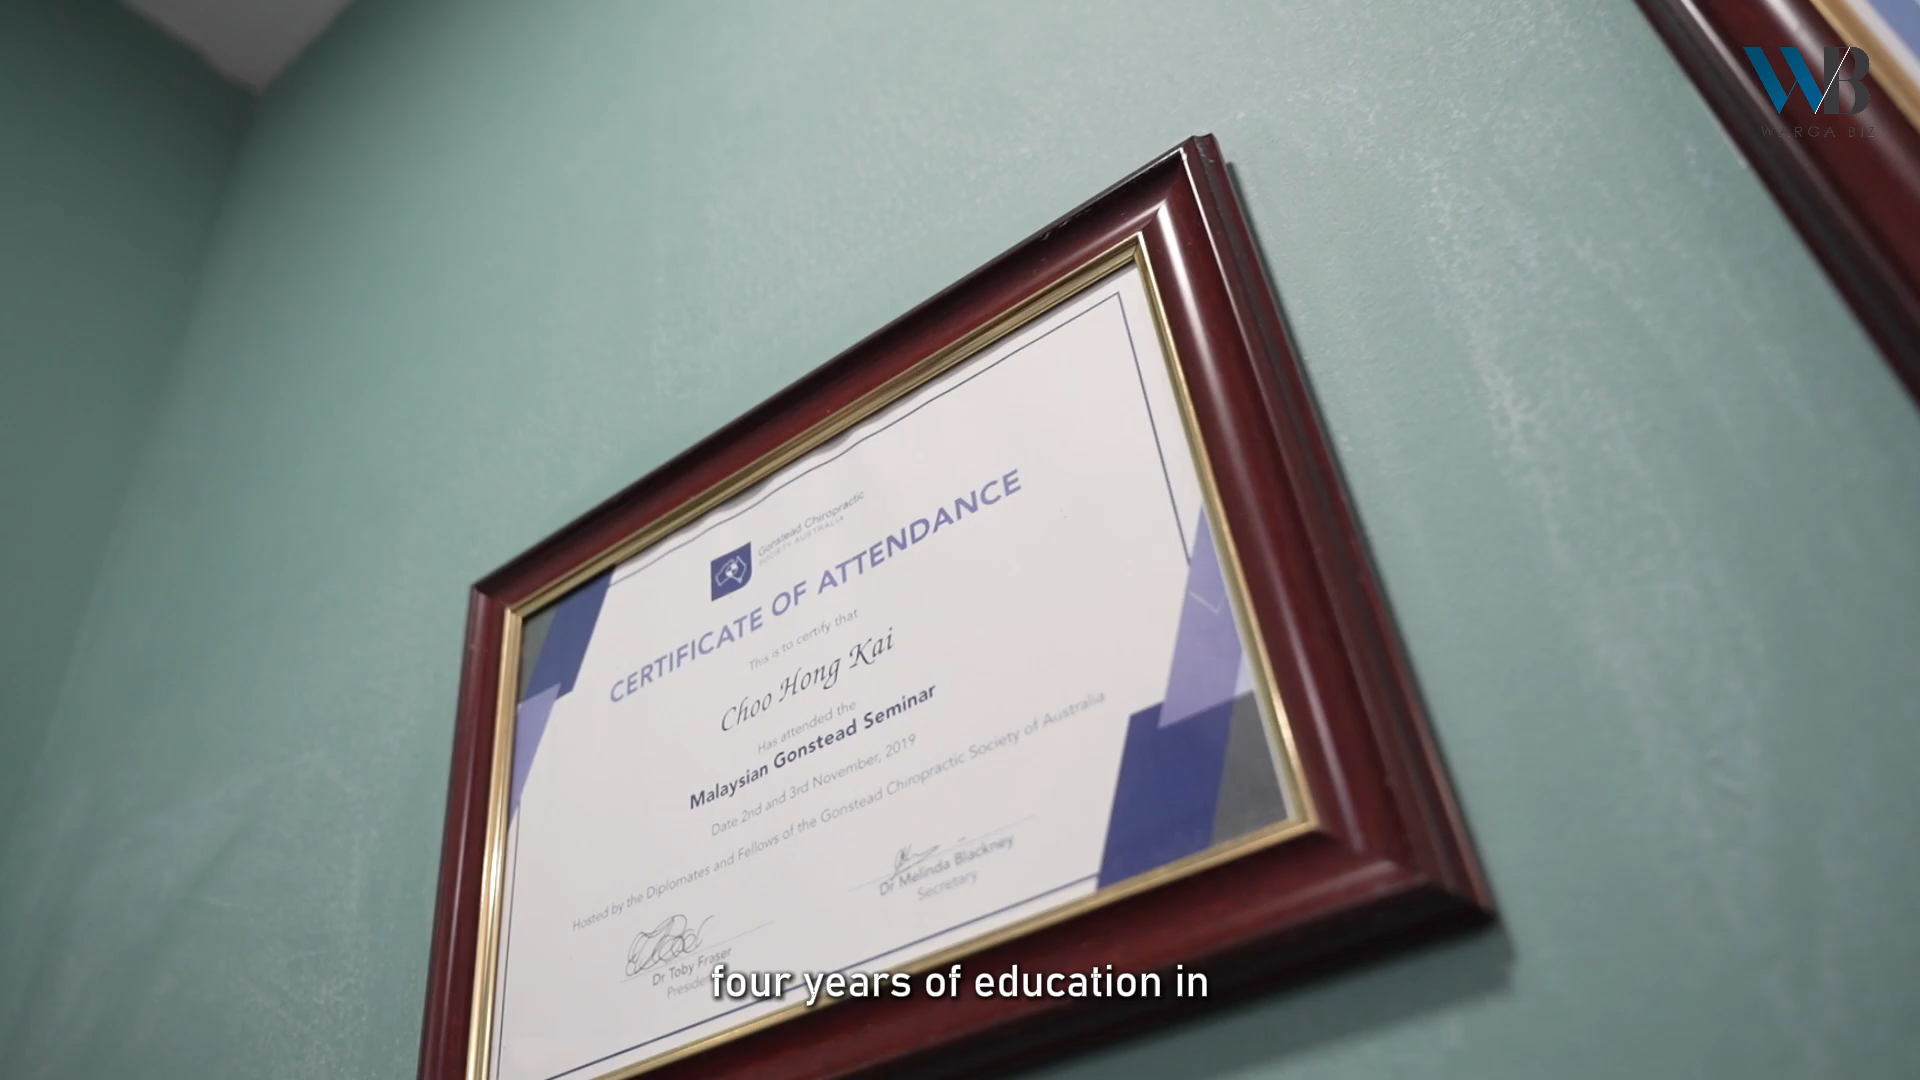 WB
WARGA BIZ
Gonstead Chiropractic
SOCIETY AUSTRALIA
CERTIFICATE OF ATTENDANCE
This is to certify that
Choo Hong Kai
Has attended the
Malaysian Gonstead Seminar
Date 2nd and 3rd November, 2019
Hosted by the Diplomates and Fellows of the Gonstead Chiropractic Society of Australia
Dr Melinda Blackney
Secretary
Dr Toby Fraser
four years of education in